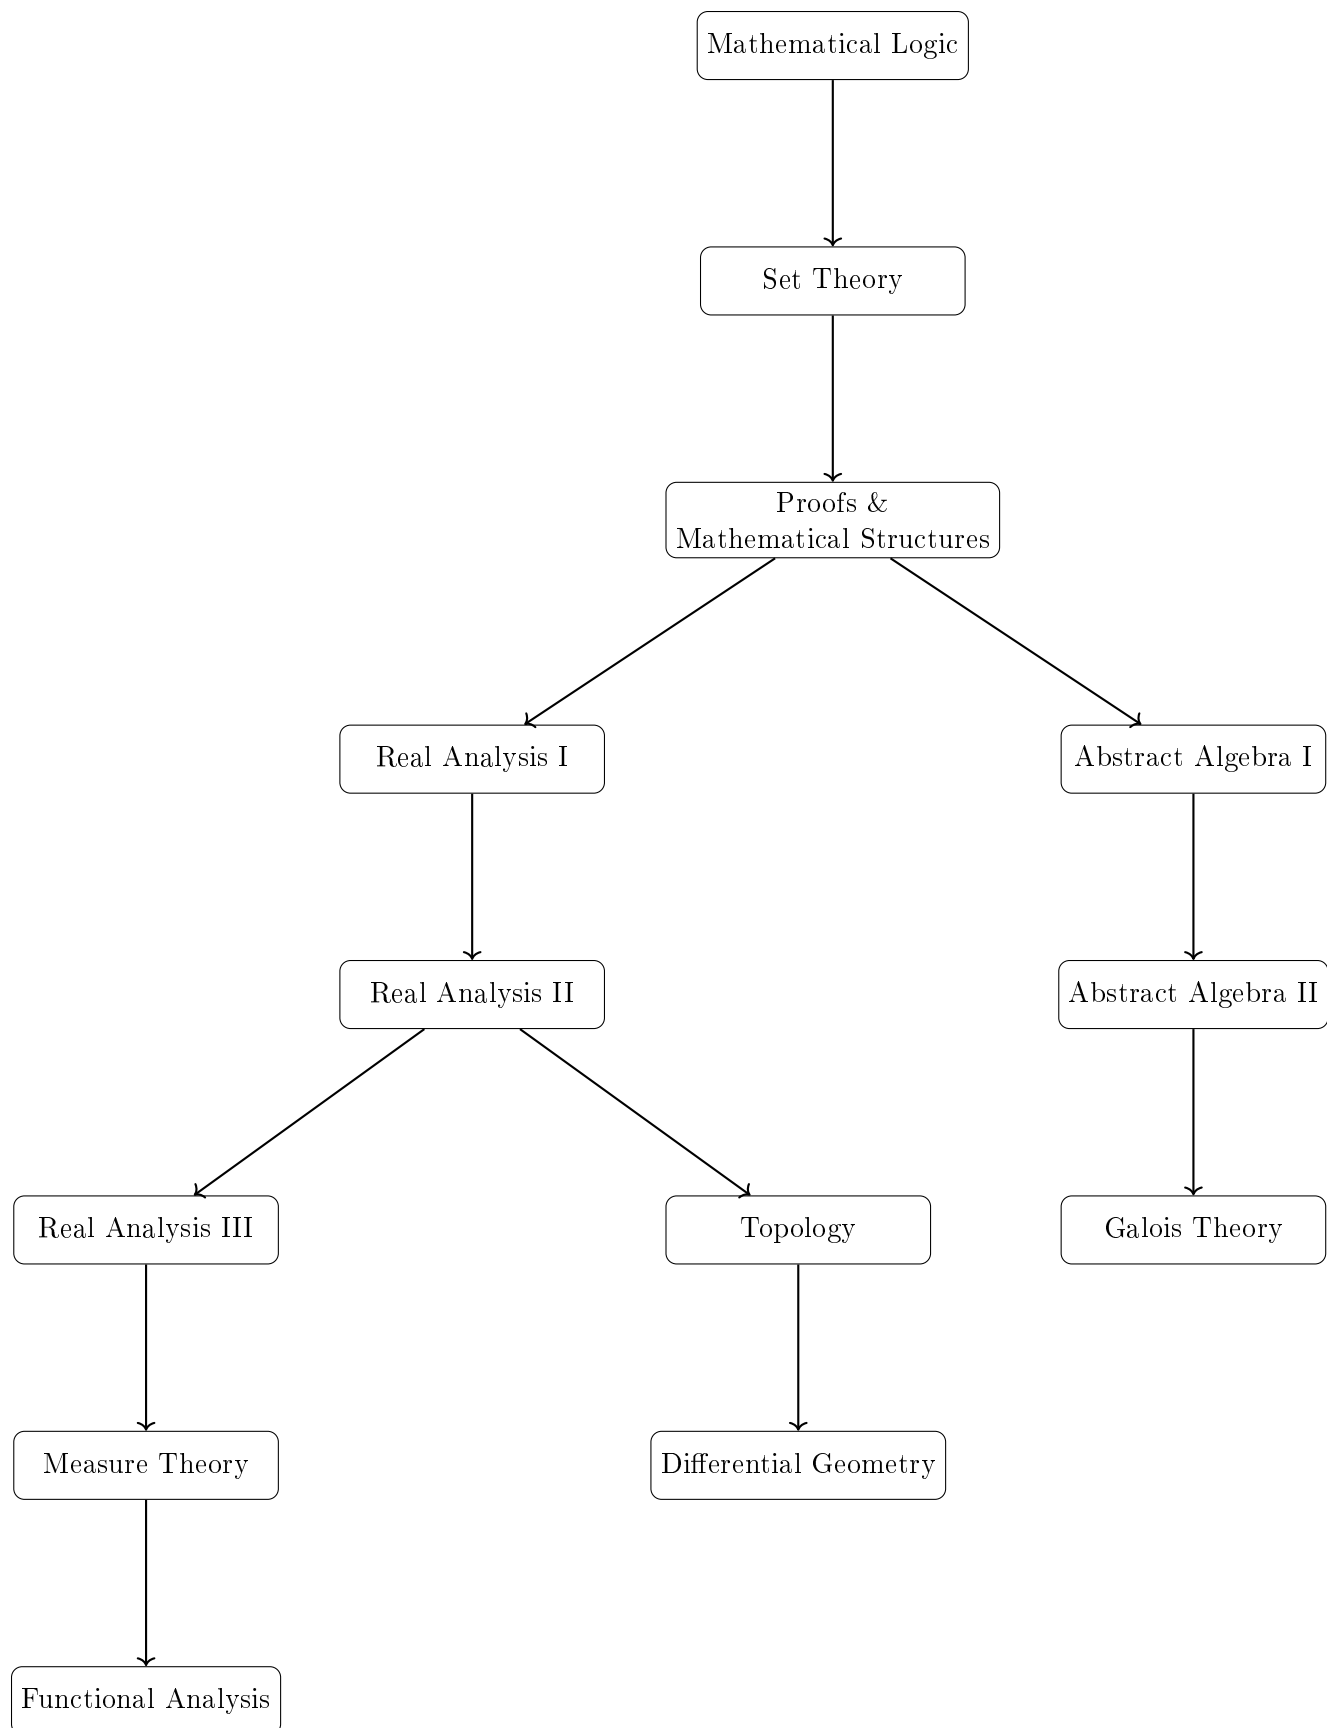 Mathematical Logic
Set Theory
Proofs &
Mathematical Structures
Real Analysis I
Abstract Algebra I
Real Analysis II
Abstract Algebra II
Real Analysis III
Topology
Galois Theory
Measure Theory
Differential Geometry
Functional Analysis